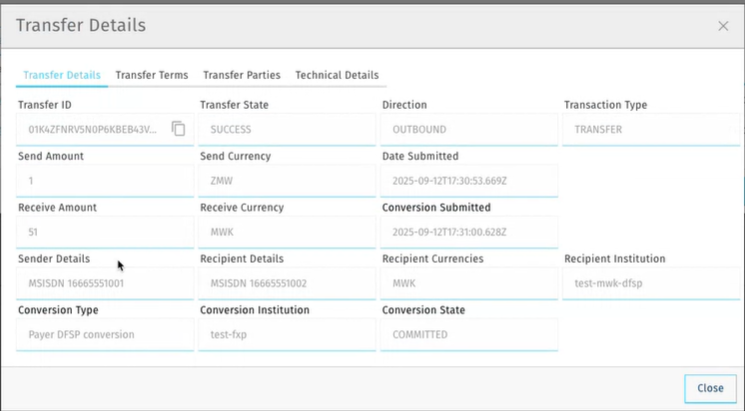 Transfer Details
Transfer Details Transfer Terms Transfer Parties Technical Details
Transfer ID Transfer State Direction Transaction Type
01K4ZFNRV5N0P6KBEB43V... SUCCESS OUTBOUND TRANSFER
Send Amount Send Currency Date Submitted
1 ZMW 2025-09-12T17:30:53.669Z
Receive Amount Receive Currency Conversion Submitted
51 MWK 2025-09-12T17:31:00.628Z
Sender Details Recipient Details Recipient Currencies Recipient Institution
MSISDN 16665551001 MSISDN 16665551002 MWK test-mwk-dfsp
Conversion Type Conversion Institution Conversion State
Payer DFSP conversion test-fxp COMMITTED
Close